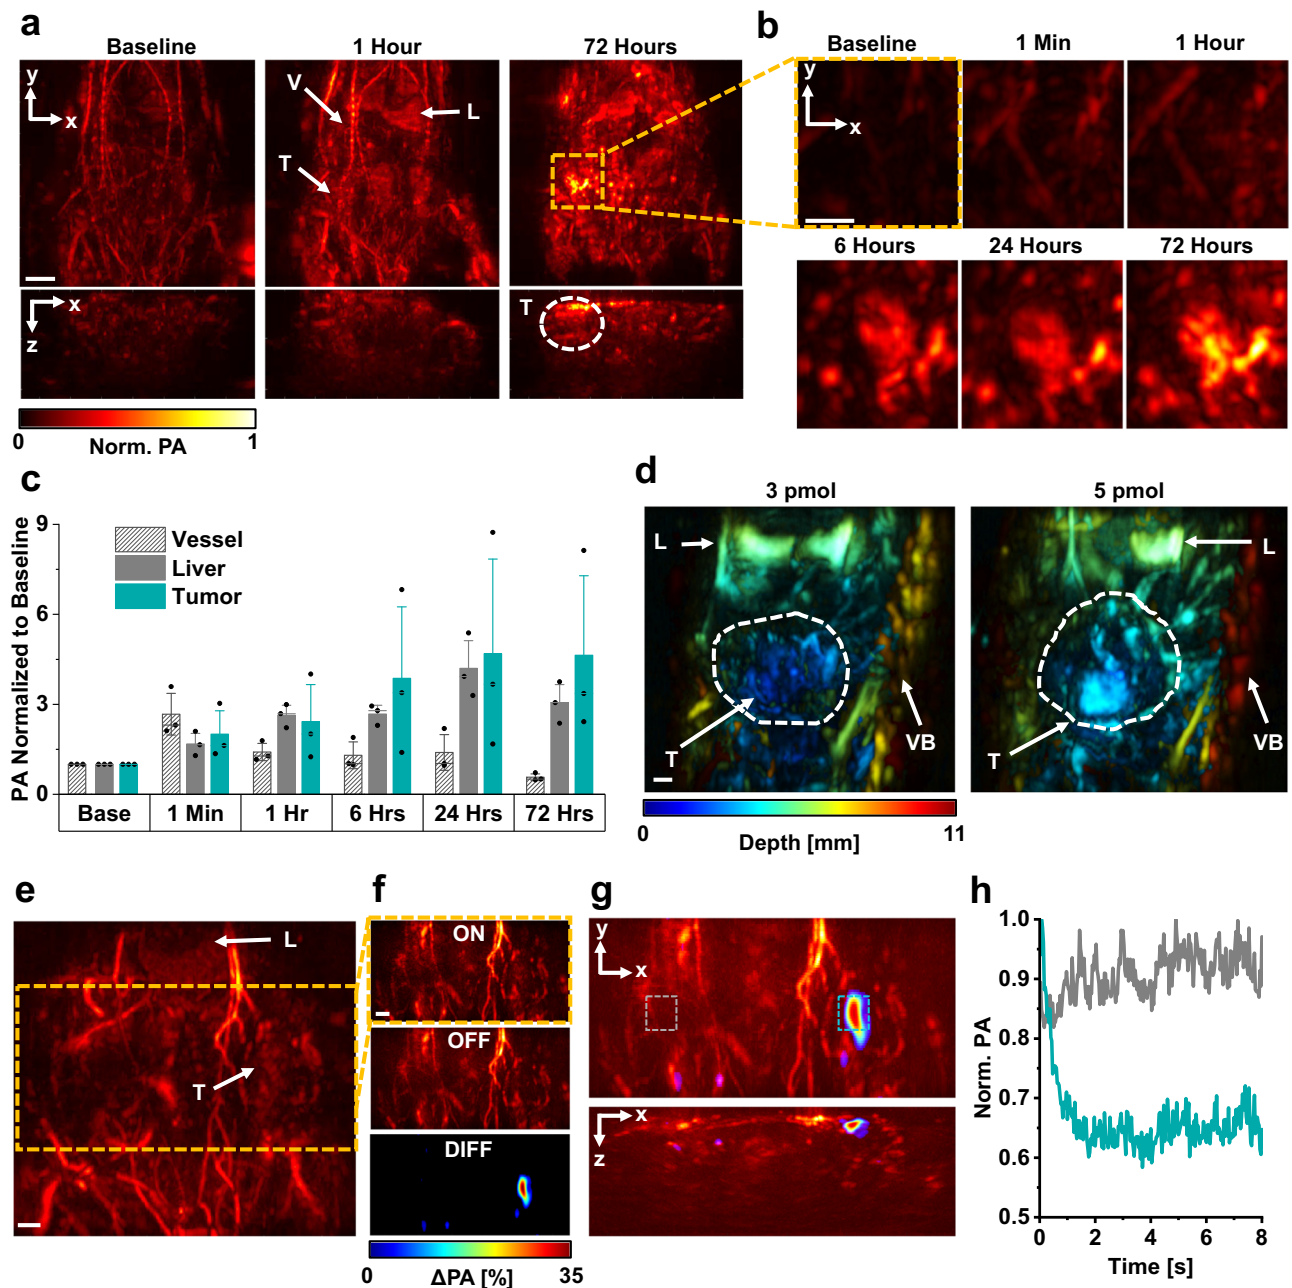 a
Baseline
1 Hour
72 Hours
y
x
V
L
T
x
z
T
0
Norm. PA
1
b
Baseline
1 Min
1 Hour
y
x
6 Hours
24 Hours
72 Hours
c
PA Normalized to Baseline
9
6
3
0
Vessel
Liver
Tumor
Base
1 Min
1 Hr
6 Hrs
24 Hrs
72 Hrs
d
3 pmol
5 pmol
L
L
T
VB
T
VB
0
Depth [mm]
11
e
L
T
f
ON
OFF
DIFF
0
ΔPA [%]
35
g
y
x
x
z
h
Norm. PA
1.0
0.9
0.8
0.7
0.6
0.5
0
2
4
6
8
Time [s]